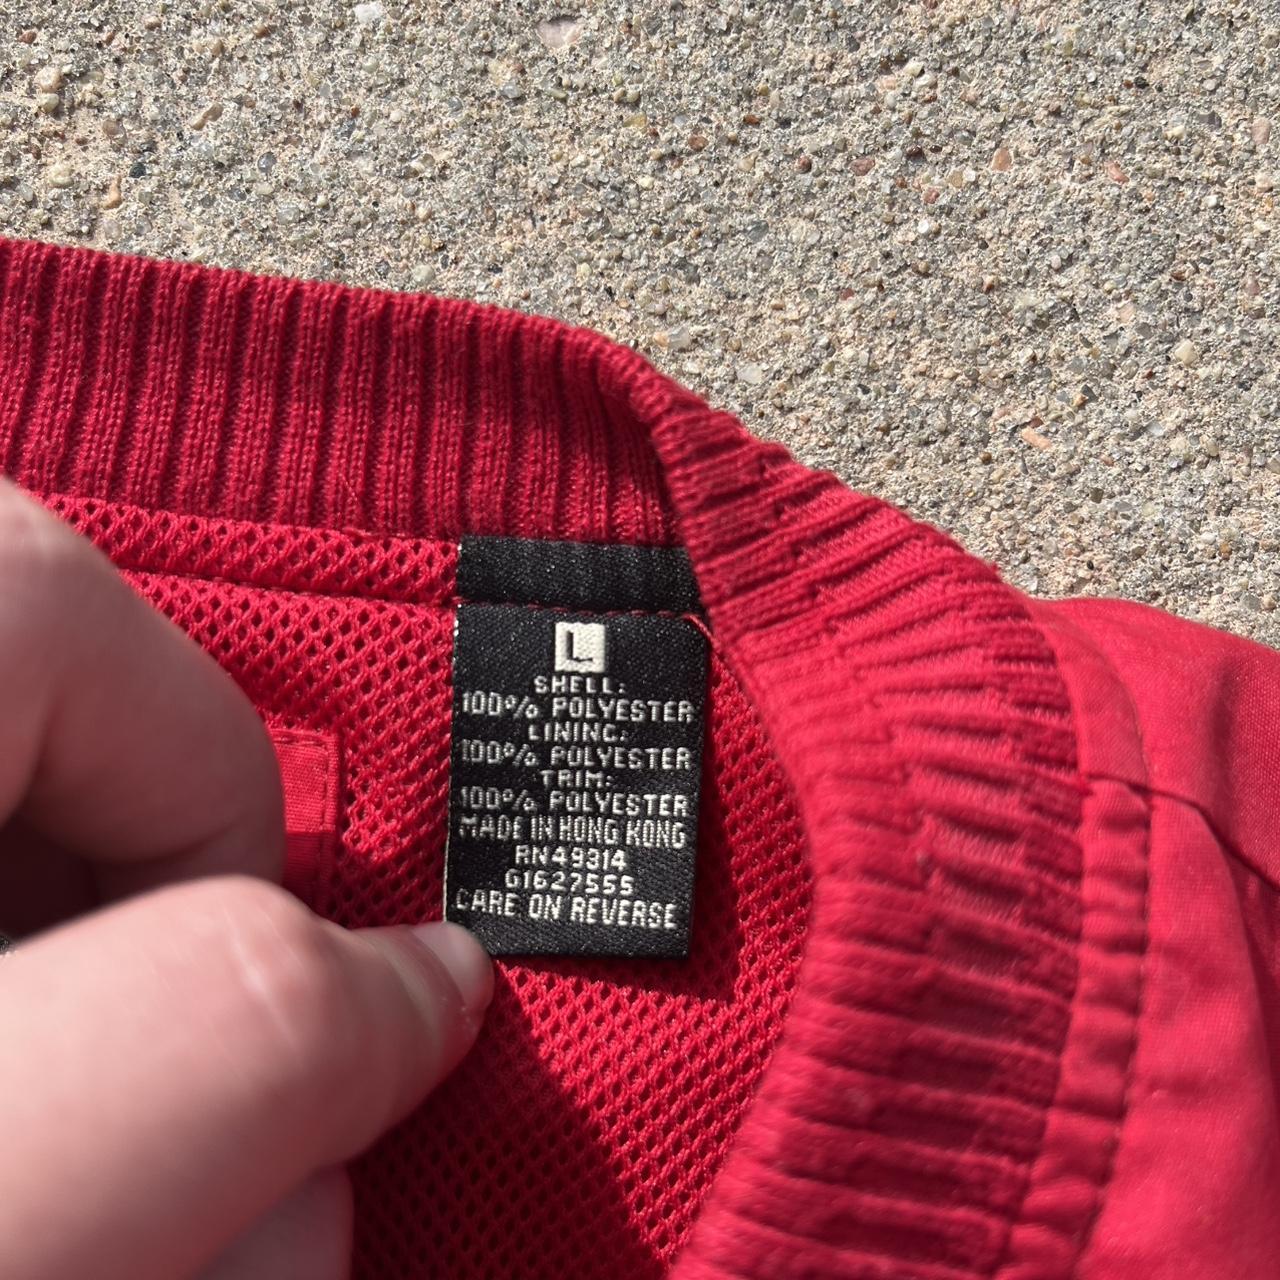 L
SHELL:
100% POLYESTER
LINING:
100% POLYESTER
TRIM:
100% POLYESTER
MADE IN HONG KONG
RN49314
G1627555
CARE ON REVERSE